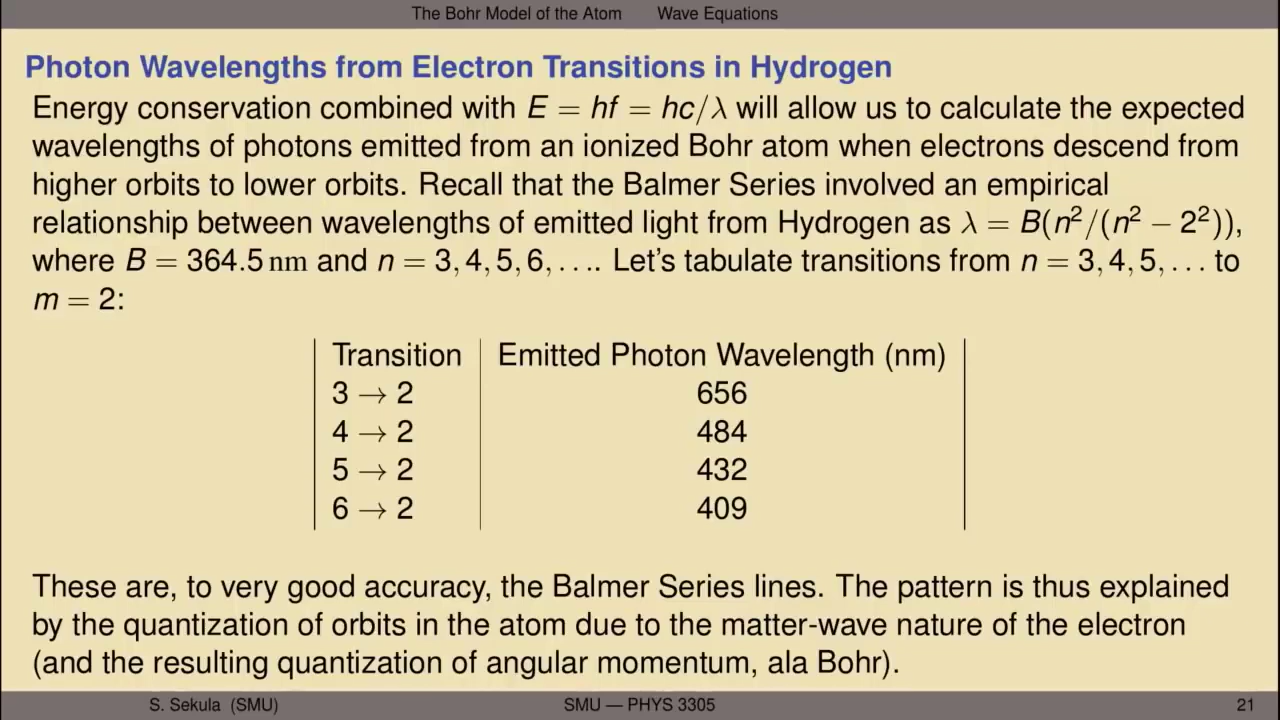 The Bohr Model of the Atom Wave Equations
Photon Wavelengths from Electron Transitions in Hydrogen
Energy conservation combined with E = hf = hc/λ will allow us to calculate the expected
wavelengths of photons emitted from an ionized Bohr atom when electrons descend from
higher orbits to lower orbits. Recall that the Balmer Series involved an empirical
relationship between wavelengths of emitted light from Hydrogen as λ = B(n²/(n² − 2²)),
where B = 364.5 nm and n = 3, 4, 5, 6, . . .. Let's tabulate transitions from n = 3, 4, 5, . . . to
m = 2:
Transition Emitted Photon Wavelength (nm)
3 → 2 656
4 → 2 484
5 → 2 432
6 → 2 409
These are, to very good accuracy, the Balmer Series lines. The pattern is thus explained
by the quantization of orbits in the atom due to the matter-wave nature of the electron
(and the resulting quantization of angular momentum, ala Bohr).
S. Sekula (SMU) SMU — PHYS 3305 21